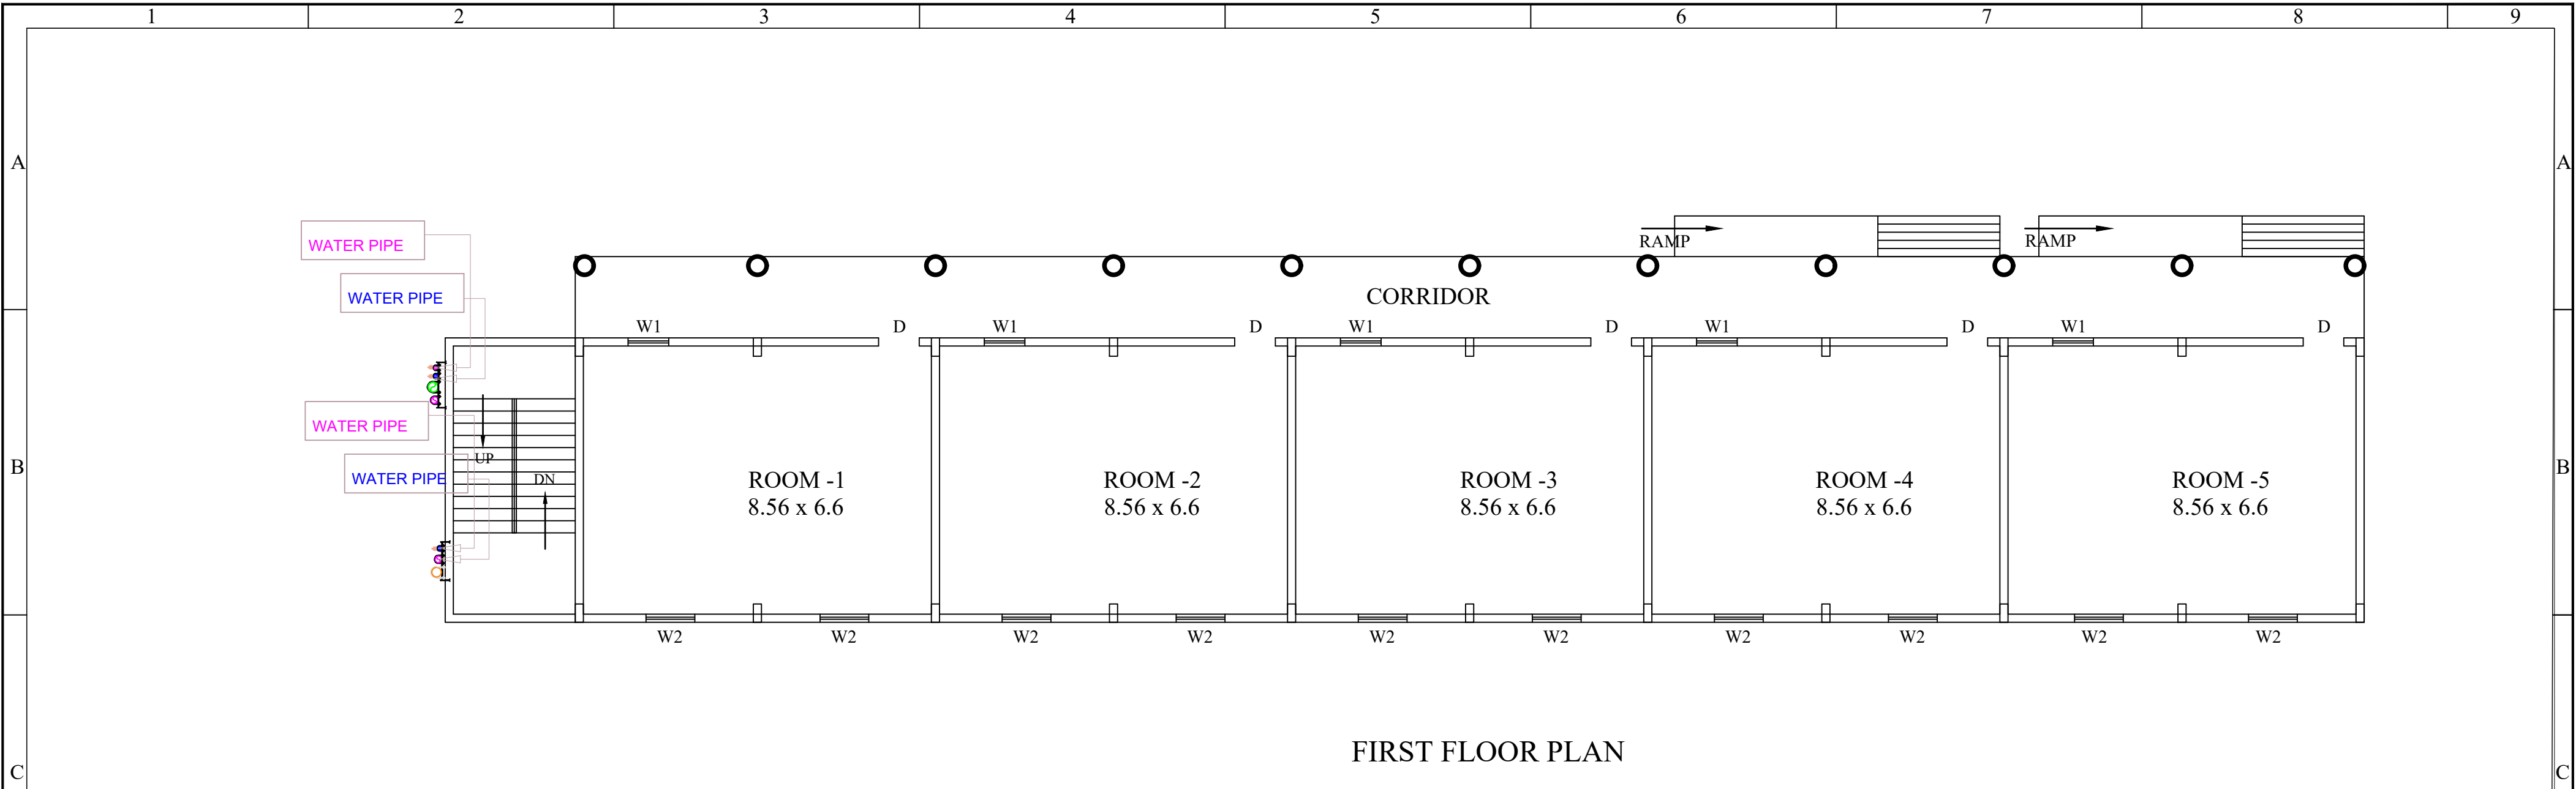 1 2 3 4 5 6 7 8 9
A A
WATER PIPE
RAMP RAMP
WATER PIPE
CORRIDOR
W1 D W1 D W1 D W1 D W1 D
WATER PIPE
UP
B B
WATER PIPE
DN
ROOM -1 ROOM -2 ROOM -3 ROOM -4 ROOM -5
8.56 x 6.6 8.56 x 6.6 8.56 x 6.6 8.56 x 6.6 8.56 x 6.6
W2 W2 W2 W2 W2 W2 W2 W2 W2 W2
FIRST FLOOR PLAN
C C